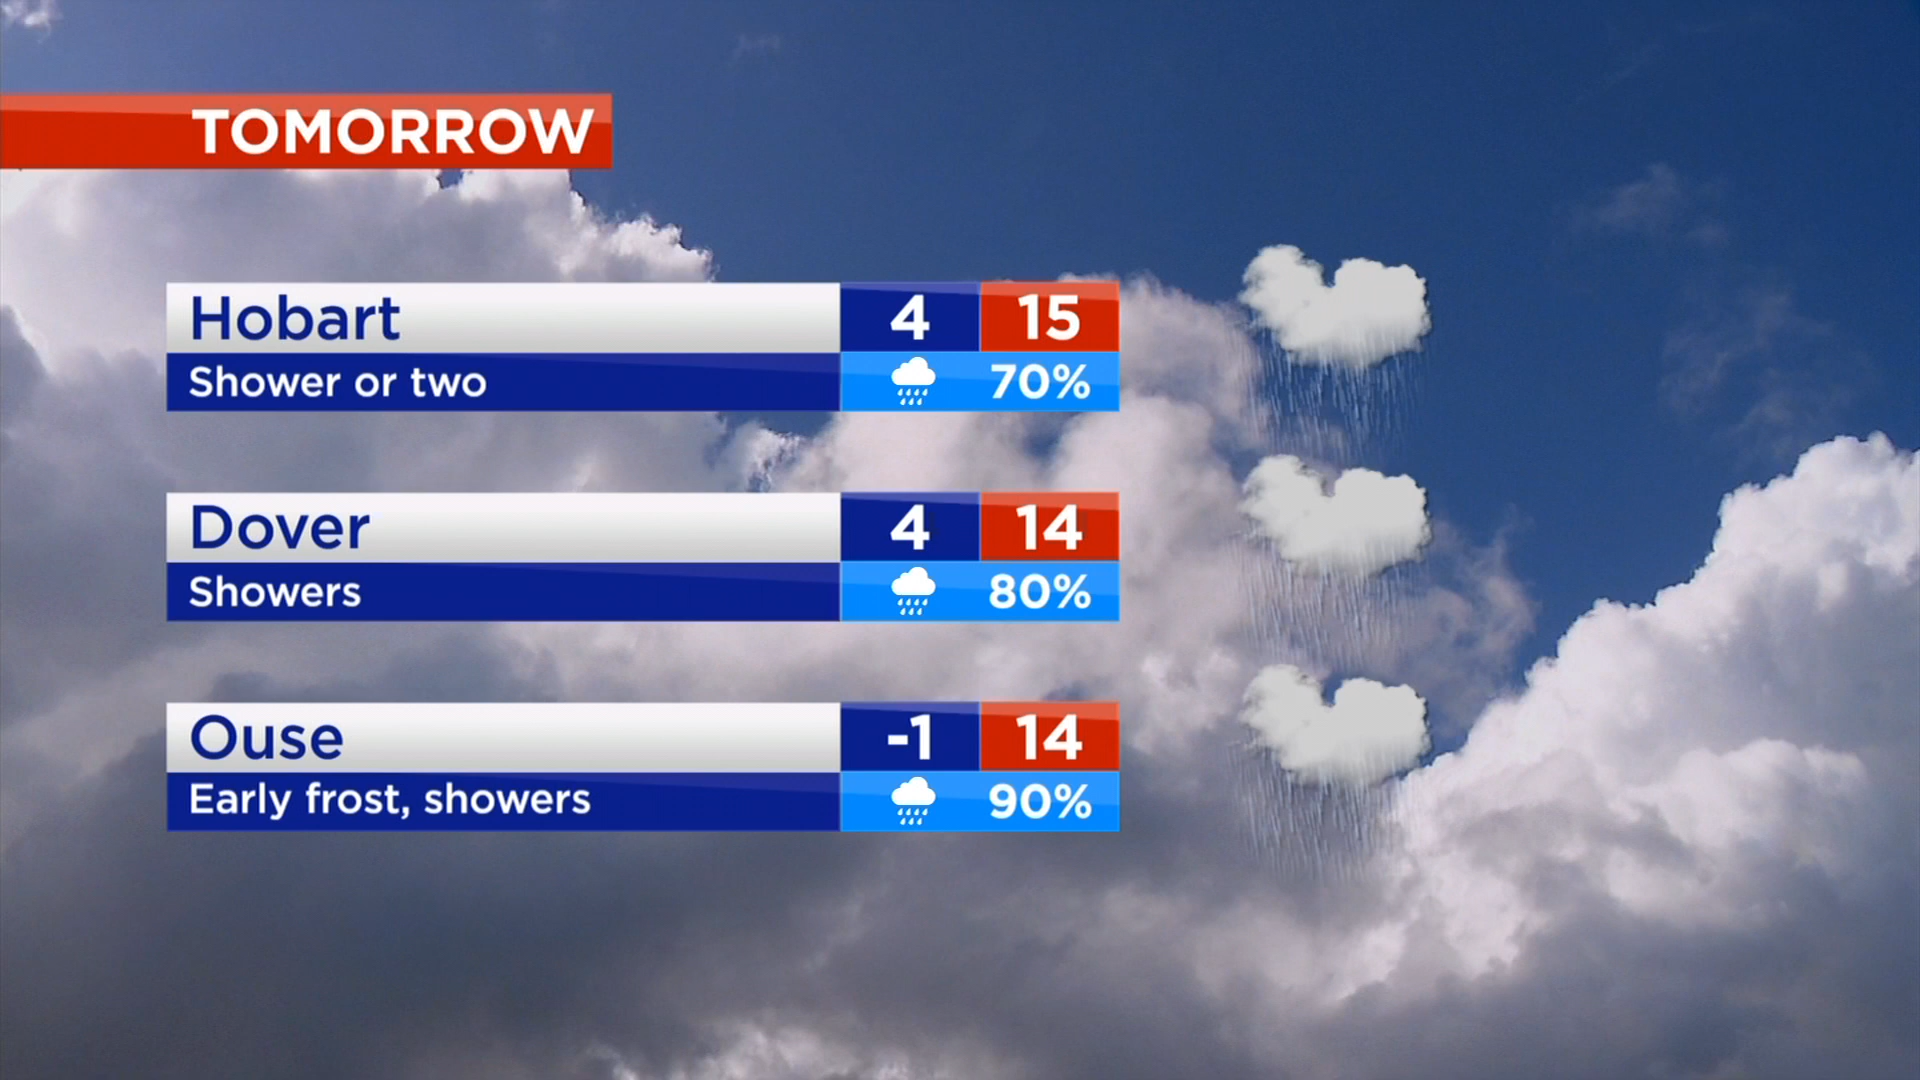 TOMORROW
Hobart 4 15
Shower or two 70%
Dover 4 14
Showers 80%
Ouse -1 14
Early frost, showers 90%